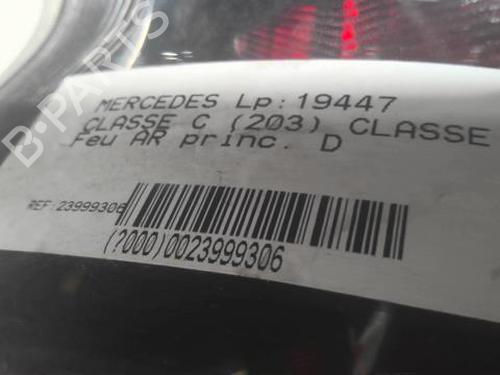 B-PARTS
MERCEDES Lp:19447
CLASSE C (203) CLASSE
Feu AR princ. D
REF:23999306
(?000)0023999306